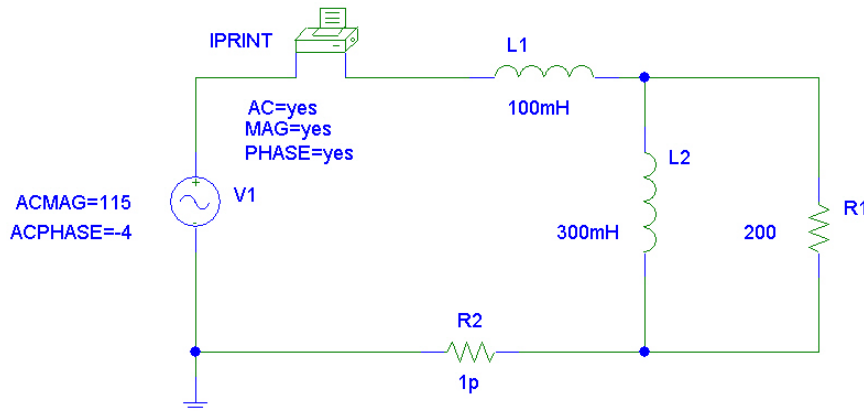 IPRINT
L1
AC=yes
MAG=yes
PHASE=yes
100mH
L2
ACMAG=115
V1
ACPHASE=-4
300mH
200
R1
R2
1p